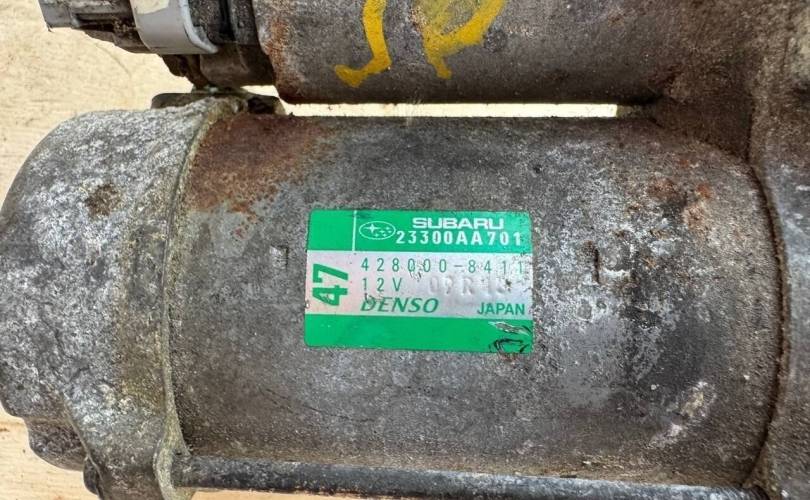 SUBARU
23300AA701
47
428000-8411
12V
DENSO JAPAN